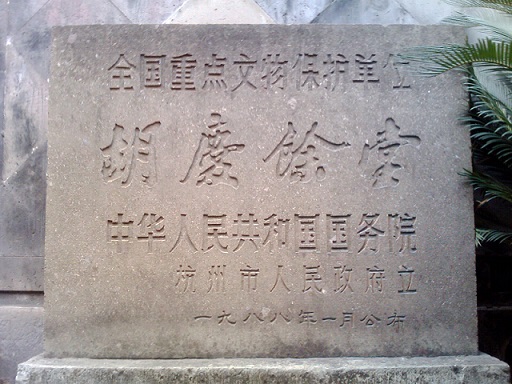 全国重点文物保护单位
胡慶馀堂
中华人民共和国国务院
杭州市人民政府立
一九八八年一月公布